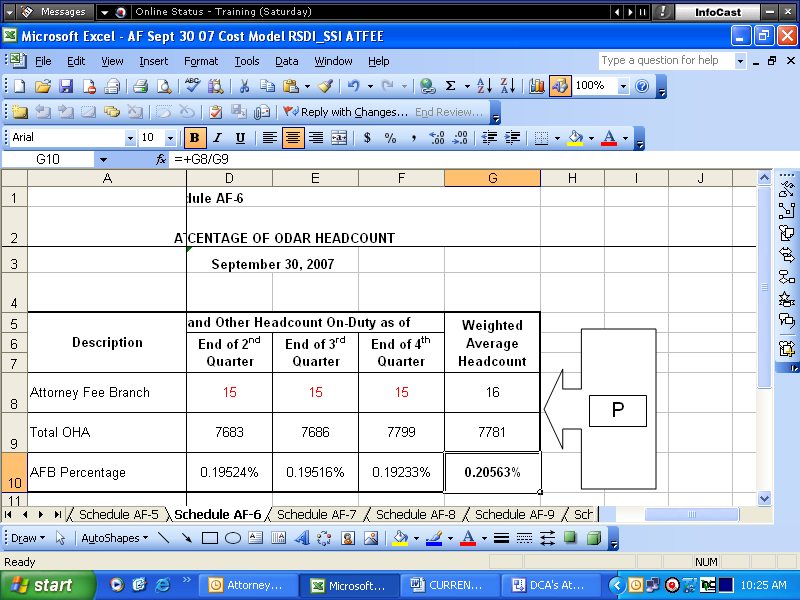 Messages Online Status - Training (Saturday) InfoCast
Microsoft Excel - AF Sept 30 07 Cost Model RSDI_SSI ATFEE
File Edit View Insert Format Tools Data Window Help Type a question for help
Σ 100%
Reply with Changes... End Review...
Arial 10 B I U $ % ,
G10 fx =+G8/G9
A D E F G H I J
1 dule AF-6
2 ATCENTAGE OF ODAR HEADCOUNT
3 September 30, 2007
4
5 and Other Headcount On-Duty as of Weighted
6 Description End of 2nd End of 3rd End of 4th Average
7 Quarter Quarter Quarter Headcount
8 Attorney Fee Branch 15 15 15 16
P
9 Total OHA 7683 7686 7799 7781
10 AFB Percentage 0.19524% 0.19516% 0.19233% 0.20563%
11
Schedule AF-5 Schedule AF-6 Schedule AF-7 Schedule AF-8 Schedule AF-9 Sch
Draw AutoShapes A
Ready NUM
start Attorney... Microsoft... CURREN... DCA's At... 10:25 AM